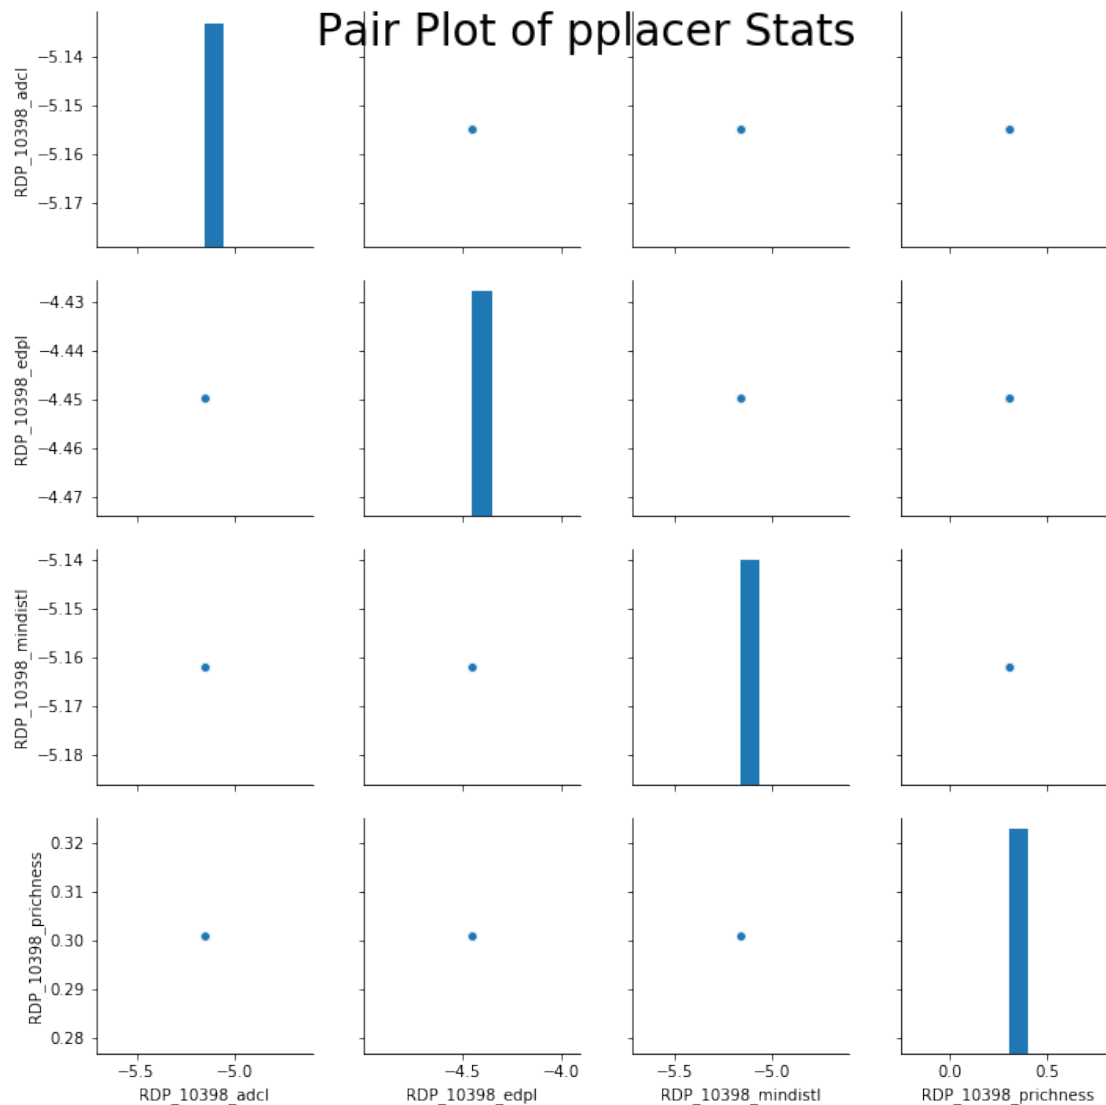 Pair Plot of pplacer Stats
RDP_10398_adcl
−5.14
−5.15
−5.16
−5.17
RDP_10398_edpl
−4.43
−4.44
−4.45
−4.46
−4.47
RDP_10398_mindistl
−5.14
−5.15
−5.16
−5.17
−5.18
RDP_10398_prichness
0.32
0.31
0.30
0.29
0.28
−5.5 −5.0 −4.5 −4.0 −5.5 −5.0 0.0 0.5
RDP_10398_adcl RDP_10398_edpl RDP_10398_mindistl RDP_10398_prichness